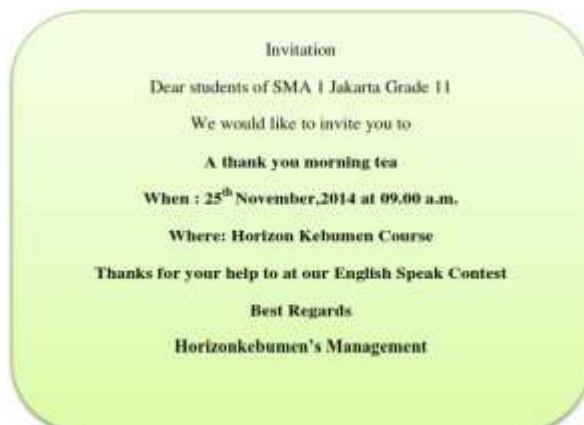 Invitation
Dear students of SMA 1 Jakarta Grade 11
We would like to invite you to
A thank you morning tea
When : 25th November,2014 at 09.00 a.m.
Where: Horizon Kebumen Course
Thanks for your help to at our English Speak Contest
Best Regards
Horizonkebumen's Management